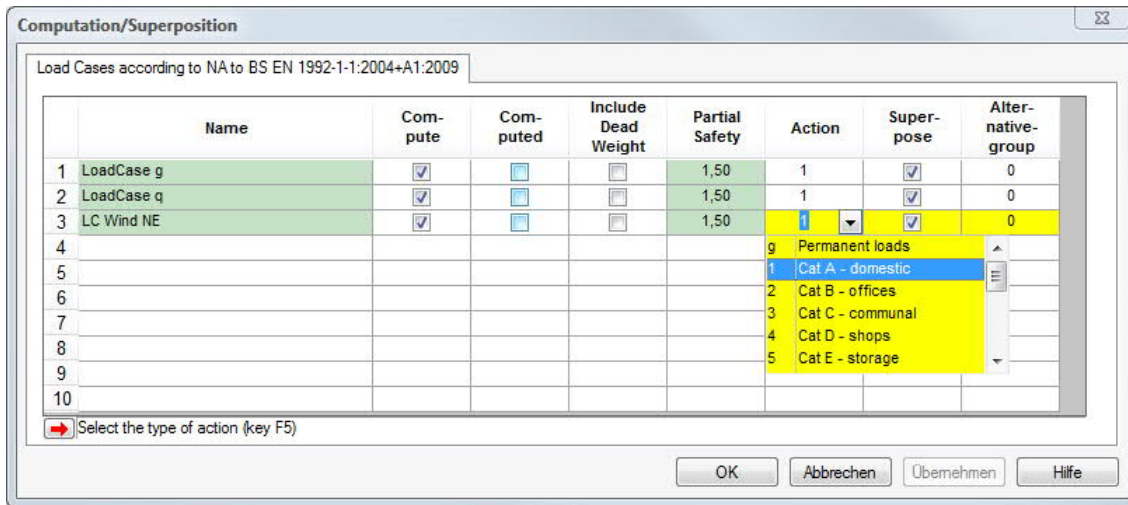 Computation/Superposition
Load Cases according to NA to BS EN 1992-1-1:2004+A1:2009
Name Com- pute Com- puted Include Dead Weight Partial Safety Action Super- pose Alter- native- group
1 LoadCase g 1,50 1 0
2 LoadCase q 1,50 1 0
3 LC Wind NE 1,50 1 0
4 g Permanent loads
5 1 Cat A - domestic
6 2 Cat B - offices
7 3 Cat C - communal
8 4 Cat D - shops
9 5 Cat E - storage
10
Select the type of action (key F5)
OK Abbrechen Übernehmen Hilfe